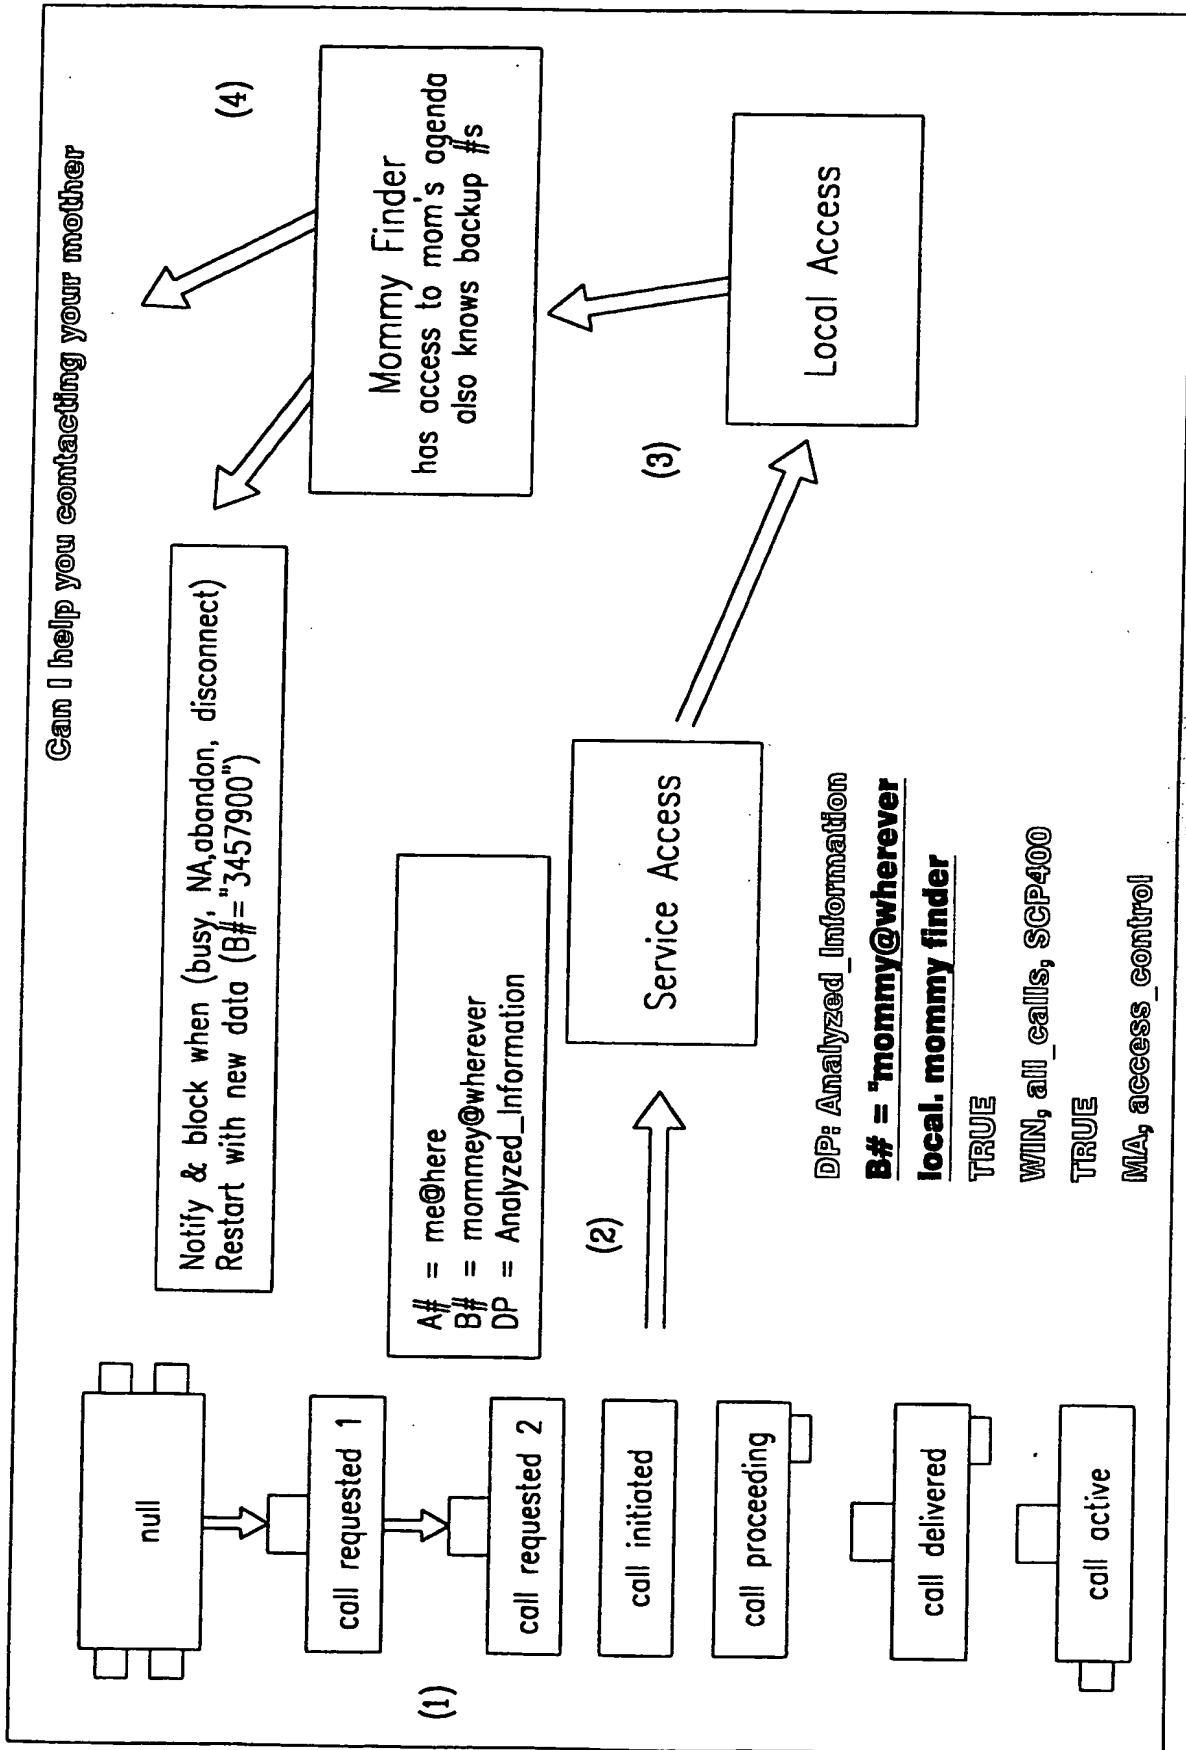 Can I help you contacting your mother
(1)
null
call requested 1
call requested 2
call initiated
call proceeding
call delivered
call active
Notify & block when (busy, NA,abandon, disconnect)
Restart with new data (B#="3457900")
A# = me@here
B# = mommey@wherever
DP = Analyzed_Information
(2)
Service Access
DP: Analyzed_Information
B# = "mommy@wherever
local. mommy finder
TRUE
WIN, all_calls, SCP400
TRUE
MA, access_control
(3)
Local Access
(4)
Mommy Finder
has access to mom's agenda
also knows backup #s